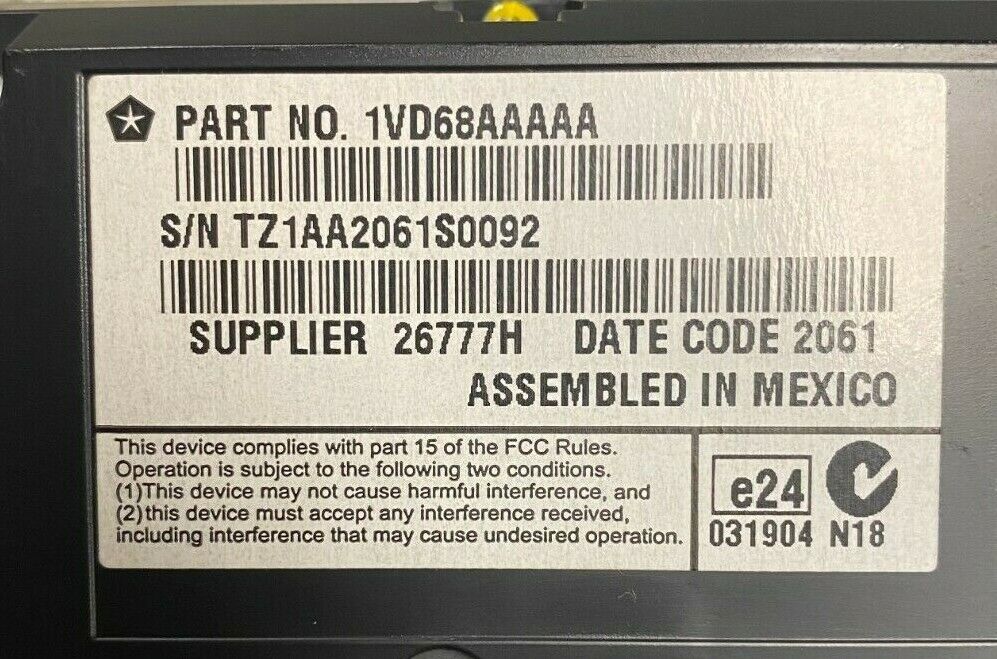 PART NO. 1VD68AAAAA
S/N TZ1AA2061S0092
SUPPLIER 26777H DATE CODE 2061
ASSEMBLED IN MEXICO
This device complies with part 15 of the FCC Rules.
Operation is subject to the following two conditions.
(1)This device may not cause harmful interference, and
(2)this device must accept any interference received,
including interference that may cause undesired operation.
e24
031904 N18